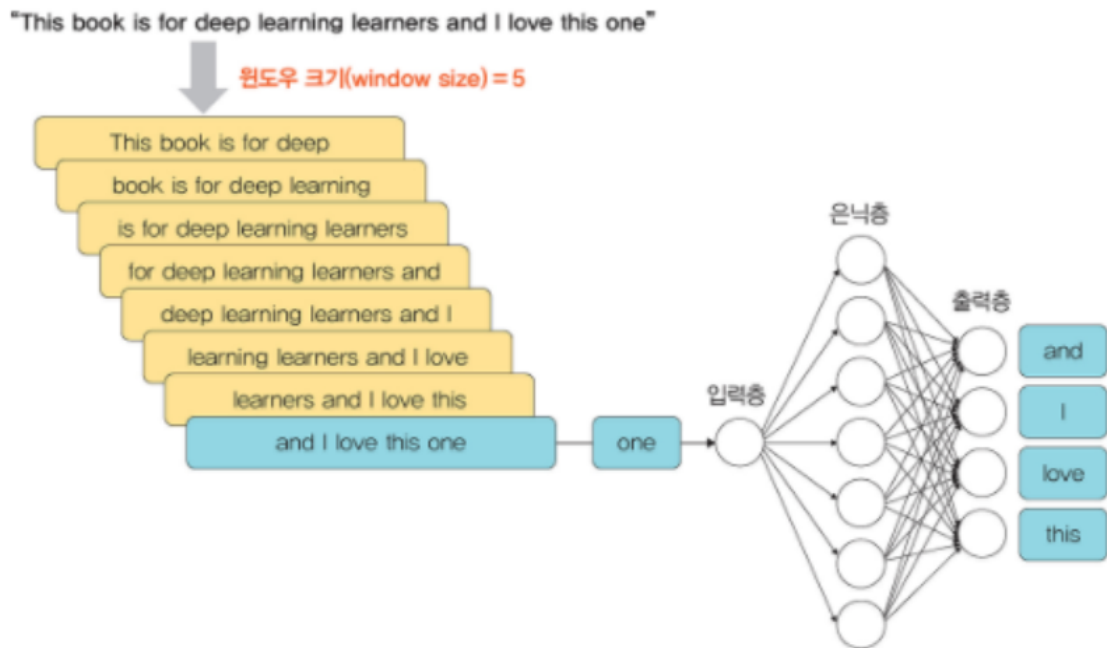 "This book is for deep learning learners and I love this one"
윈도우 크기(window size) = 5
This book is for deep
book is for deep learning
is for deep learning learners
for deep learning learners and
deep learning learners and I
learning learners and I love
learners and I love this
and I love this one
one
입력층
은닉층
출력층
and
I
love
this